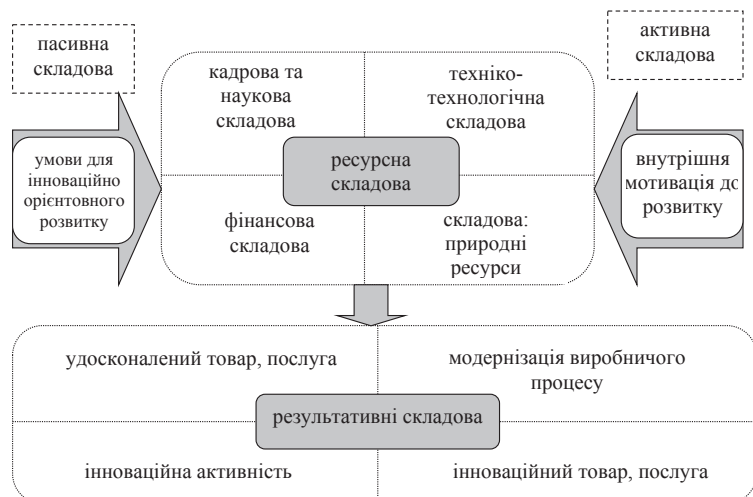 пасивна
складова
активна
складова
кадрова та
наукова
складова
техніко-
технологічна
складова
умови для
інноваційно
орієнтовного
розвитку
ресурсна
складова
внутрішня
мотивація до
розвитку
фінансова
складова
складова:
природні
ресурси
удосконалений товар, послуга
модернізація виробничого
процесу
результативні складова
інноваційна активність
інноваційний товар, послуга